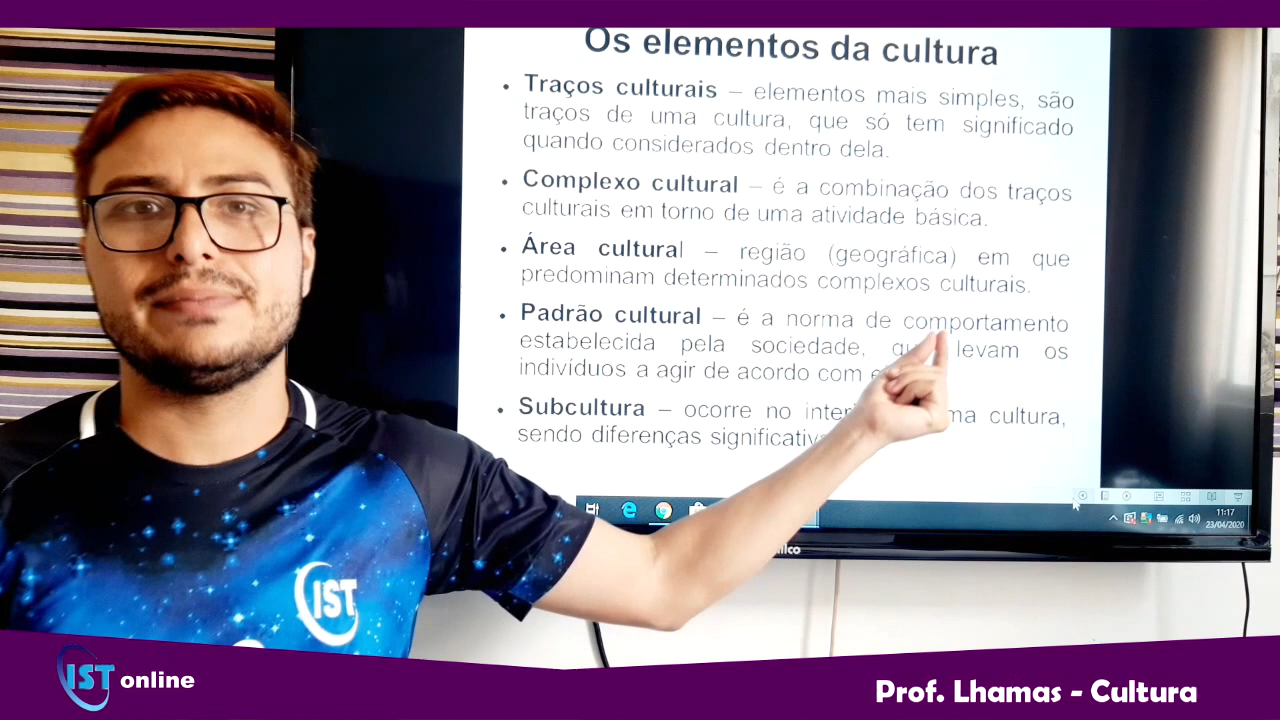 Os elementos da cultura
• Traços culturais – elementos mais simples, são
traços de uma cultura, que só tem significado
quando considerados dentro dela.
• Complexo cultural – é a combinação dos traços
culturais em torno de uma atividade básica.
• Área cultural – região (geográfica) em que
predominam determinados complexos culturais.
• Padrão cultural – é a norma de comportamento
estabelecida pela sociedade, levam os
indivíduos a agir de acordo com
• Subcultura – ocorre no cultura,
sendo diferenças
11:17
23/04/2020
IST
IST online
Prof. Lhamas - Cultura